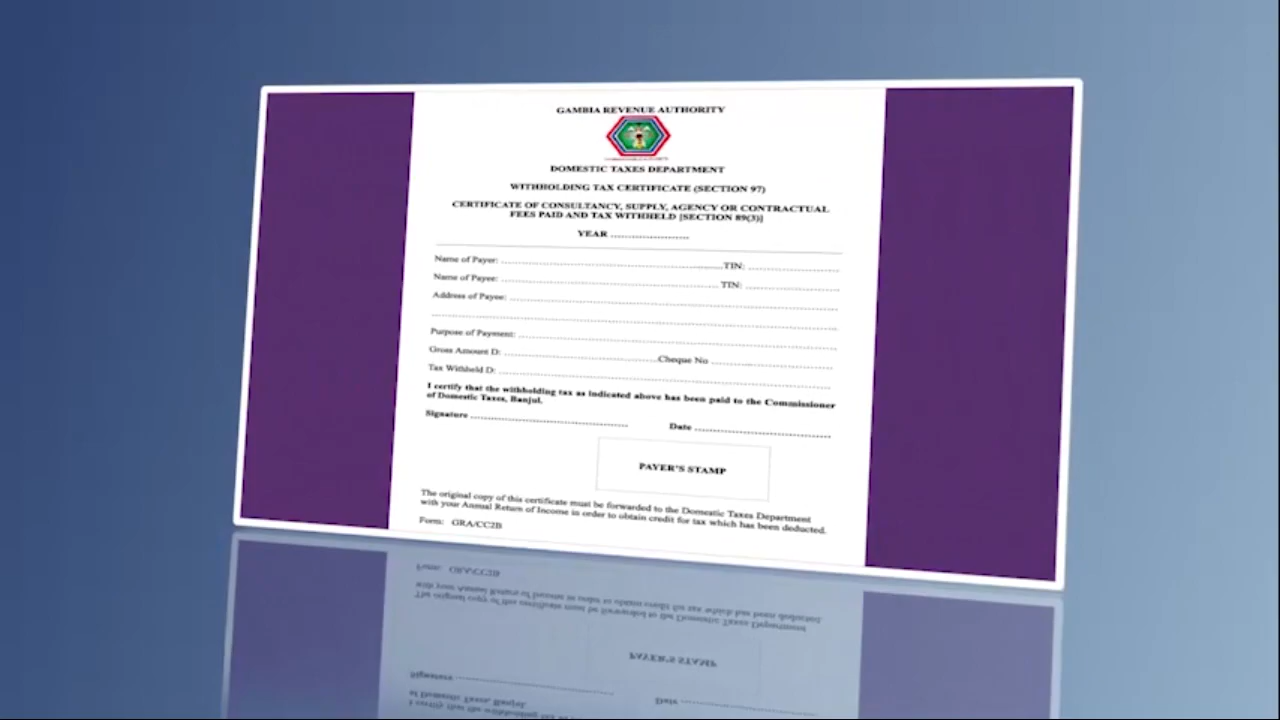 GAMBIA REVENUE AUTHORITY
DOMESTIC TAXES DEPARTMENT
WITHHOLDING TAX CERTIFICATE (SECTION 97)
CERTIFICATE OF CONSULTANCY, SUPPLY, AGENCY OR CONTRACTUAL
FEES PAID AND TAX WITHHELD [SECTION 89(3)]
YEAR ........................
Name of Payer: ........................ TIN: ........................
Name of Payee: ........................ TIN: ........................
Address of Payee: ........................
Purpose of Payment: ........................
Gross Amount D: ........................ Cheque No ........................
Tax Withheld D: ........................
I certify that the withholding tax as indicated above has been paid to the Commissioner
of Domestic Taxes, Banjul.
Signature ........................ Date ........................
PAYER'S STAMP
The original copy of this certificate must be forwarded to the Domestic Taxes Department
with your Annual Return of Income in order to obtain credit for tax which has been deducted.
Form: GRA/CC2B